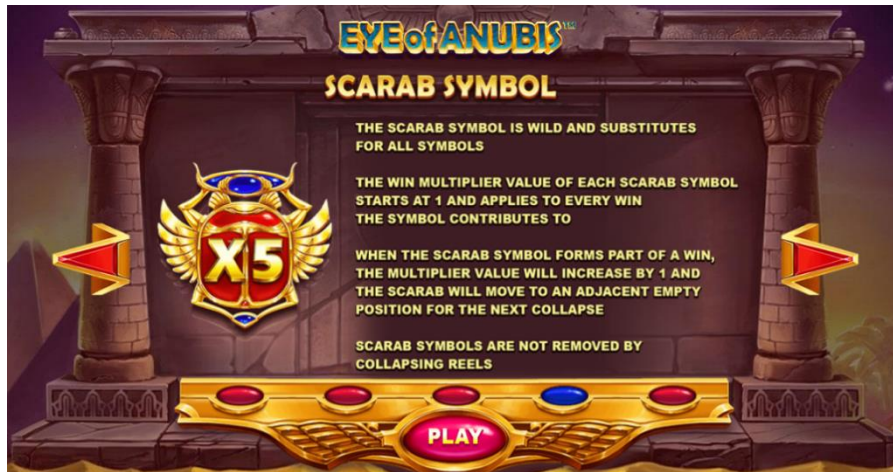 EYE of ANUBIS™
SCARAB SYMBOL
THE SCARAB SYMBOL IS WILD AND SUBSTITUTES
FOR ALL SYMBOLS
THE WIN MULTIPLIER VALUE OF EACH SCARAB SYMBOL
STARTS AT 1 AND APPLIES TO EVERY WIN
THE SYMBOL CONTRIBUTES TO
X5
WHEN THE SCARAB SYMBOL FORMS PART OF A WIN,
THE MULTIPLIER VALUE WILL INCREASE BY 1 AND
THE SCARAB WILL MOVE TO AN ADJACENT EMPTY
POSITION FOR THE NEXT COLLAPSE
SCARAB SYMBOLS ARE NOT REMOVED BY
COLLAPSING REELS
PLAY